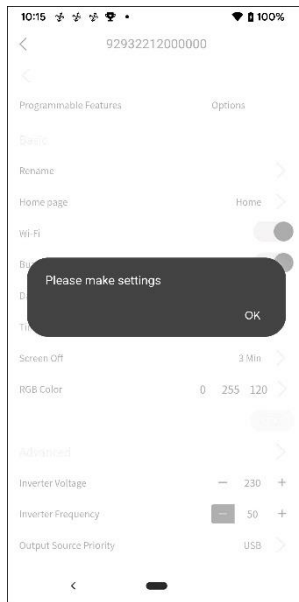 10:15 100%
92932212000000
Programmable Features Options
Basic
Rename
Home page Home
Wi-Fi
Bu
Please make settings
D
OK
Ti
Screen Off 3 Min
RGB Color 0 255 120
Advanced
Inverter Voltage — 230 +
Inverter Frequency — 50 +
Output Source Priority USB